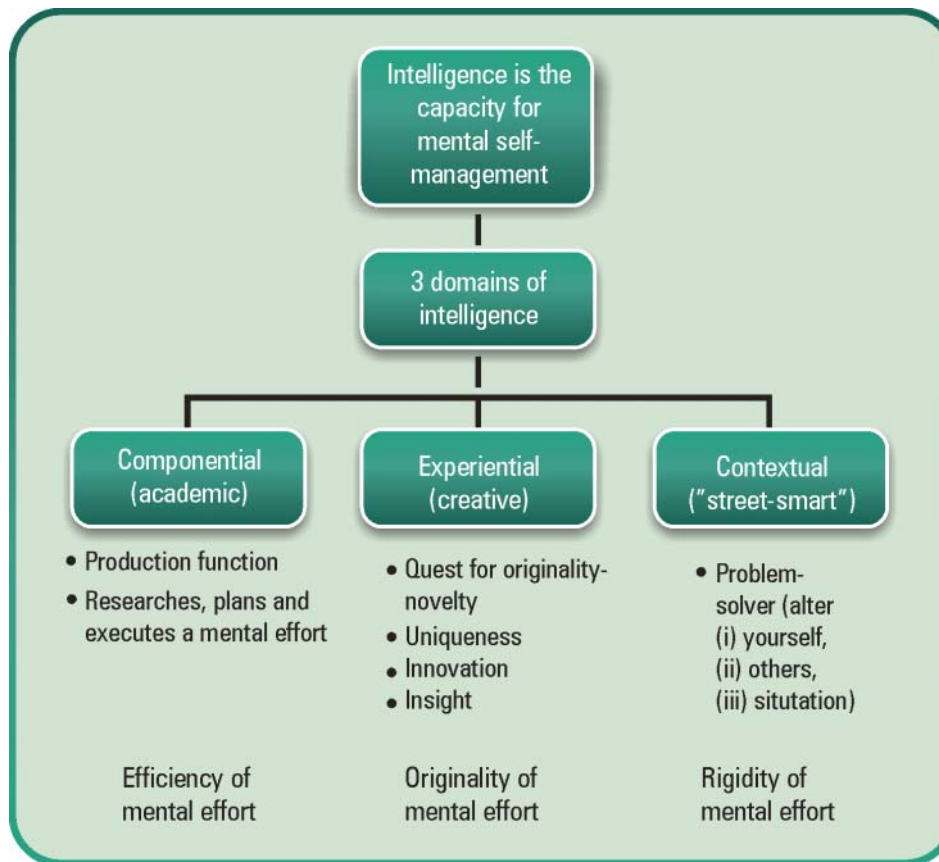 Intelligence is the
capacity for
mental self-
management
3 domains of
intelligence
Componential
(academic)
• Production function
• Researches, plans and
executes a mental effort
Experiential
(creative)
• Quest for originality-
novelty
• Uniqueness
• Innovation
• Insight
Contextual
("street-smart")
• Problem-
solver (alter
(i) yourself,
(ii) others,
(iii) situtation)
Efficiency of
mental effort
Originality of
mental effort
Rigidity of
mental effort